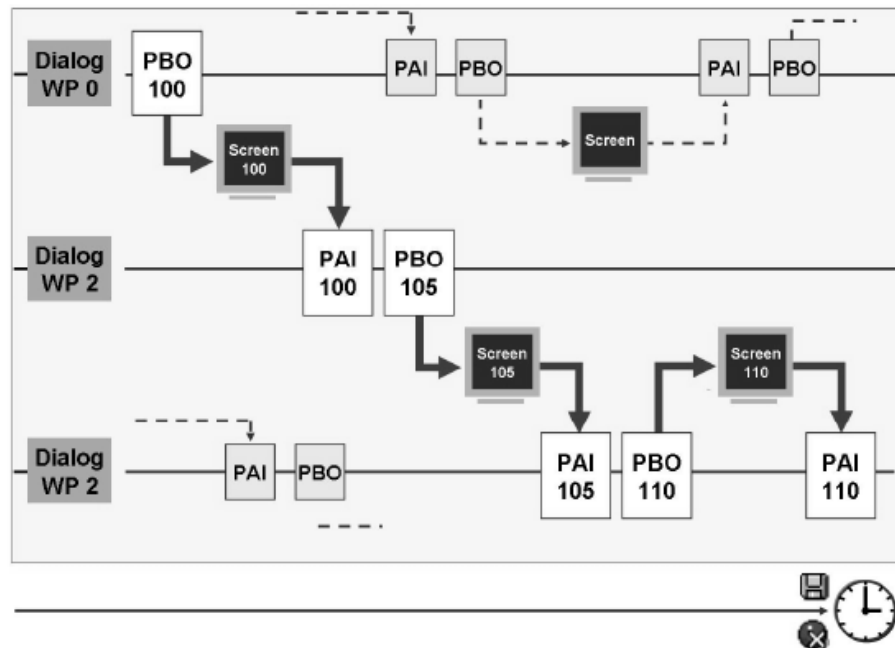 Dialog
WP 0
PBO
100
PAI
PBO
PAI
PBO
Screen
100
Screen
Dialog
WP 2
PAI
100
PBO
105
Screen
105
Screen
110
Dialog
WP 2
PAI
PBO
PAI
105
PBO
110
PAI
110